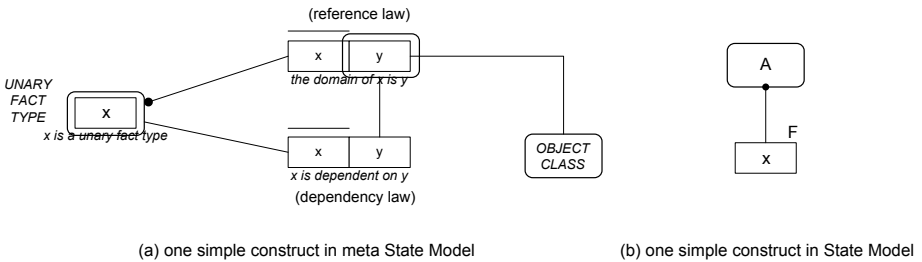 (reference law)
x y
the domain of x is y
A
UNARY
FACT
TYPE
x
x is a unary fact type
F
x
x y
x is dependent on y
(dependency law)
OBJECT
CLASS
(a) one simple construct in meta State Model
(b) one simple construct in State Model